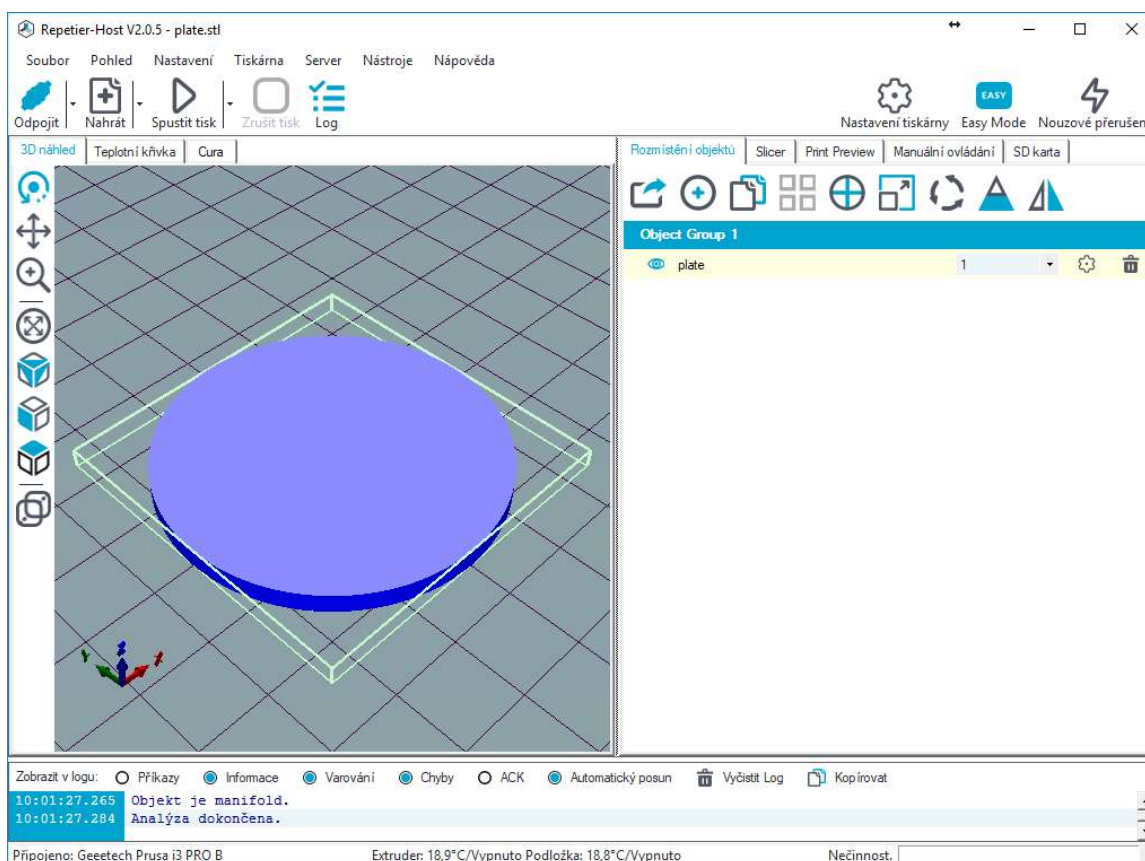 Repetier-Host V2.0.5 - plate.stl
Soubor Pohled Nastavení Tiskárna Server Nástroje Nápověda
EASY
Odpojit Nahrát Spustit tisk Zrušit tisk Log Nastavení tiskárny Easy Mode Nouzové přerušen
3D náhled Teplotní křivka Cura Rozmístění objektů Slicer Print Preview Manuální ovládání SD karta
Object Group 1
plate 1
Zobrazit v logu: Příkazy Informace Varování Chyby ACK Automatický posun Vyčistit Log Kopírovat
10:01:27.265 Objekt je manifold.
10:01:27.284 Analýza dokončena.
Připojeno: Geeetech Prusa i3 PRO B Extruder: 18,9°C/Vypnuto Podložka: 18,8°C/Vypnuto Nečinnost.